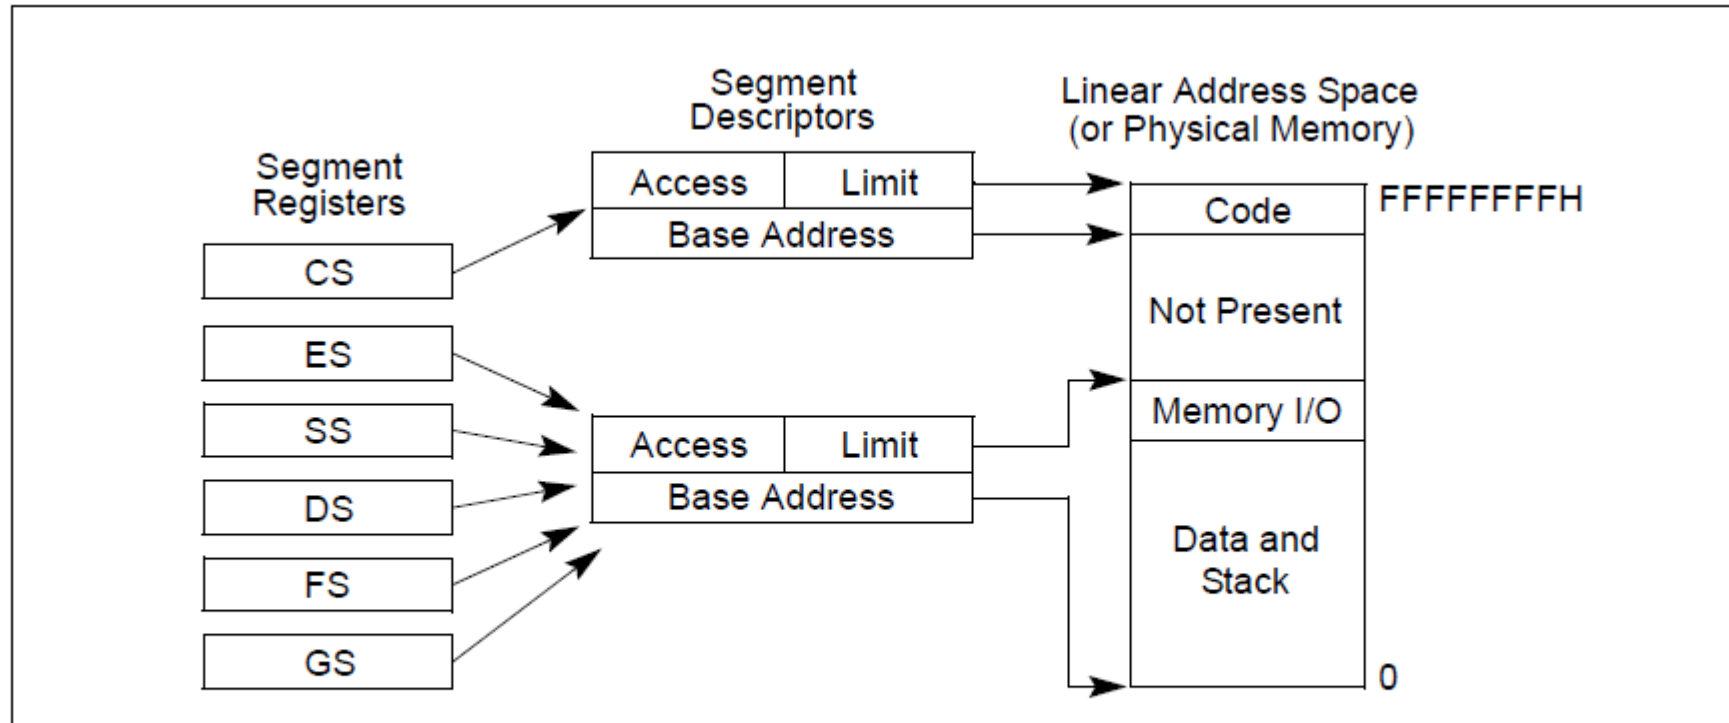 Segment
Registers
CS
ES
SS
DS
FS
GS
Segment
Descriptors
Access
Limit
Base Address
Access
Limit
Base Address
Linear Address Space
(or Physical Memory)
Code
Not Present
Memory I/O
Data and
Stack
FFFFFFFFH
0